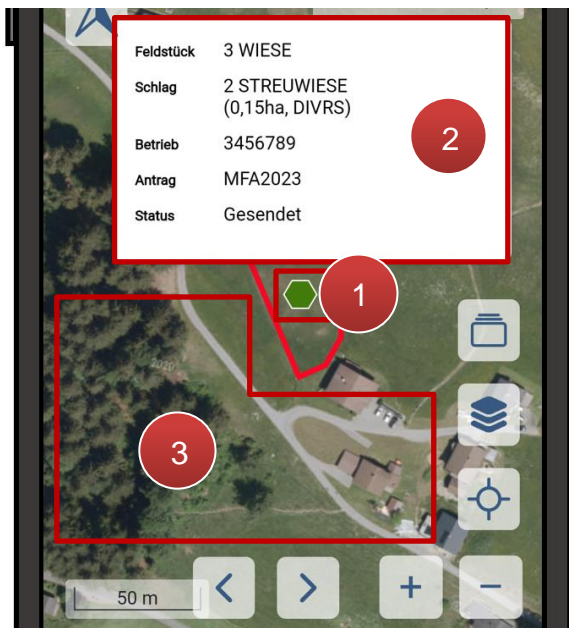 Feldstück 3 WIESE
Schlag 2 STREUWIESE
(0,15ha, DIVRS)
Betrieb 3456789
Antrag MFA2023
Status Gesendet
2
1
2020
3
50 m
+
−